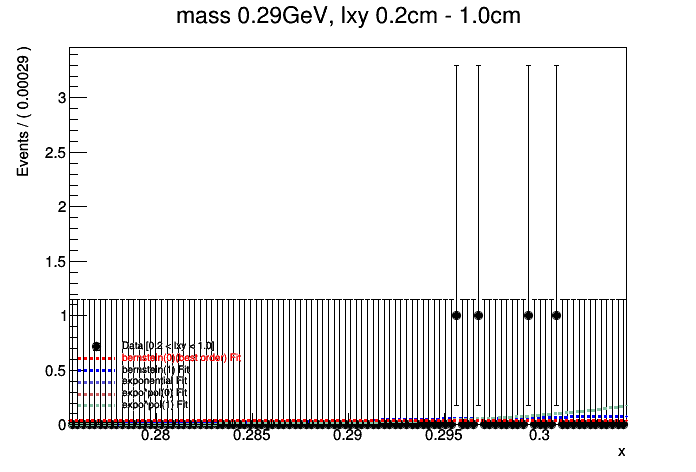 mass 0.29GeV, lxy 0.2cm - 1.0cm
Events / ( 0.00029 )
3
2.5
2
1.5
1
0.5
0
Data [0.2 < lxy < 1.0]
bernstein(0)(best order) Fit
bernstein(1) Fit
exponential Fit
expo*pol(0) Fit
expo*pol(1) Fit
0.28 0.285 0.29 0.295 0.3
x